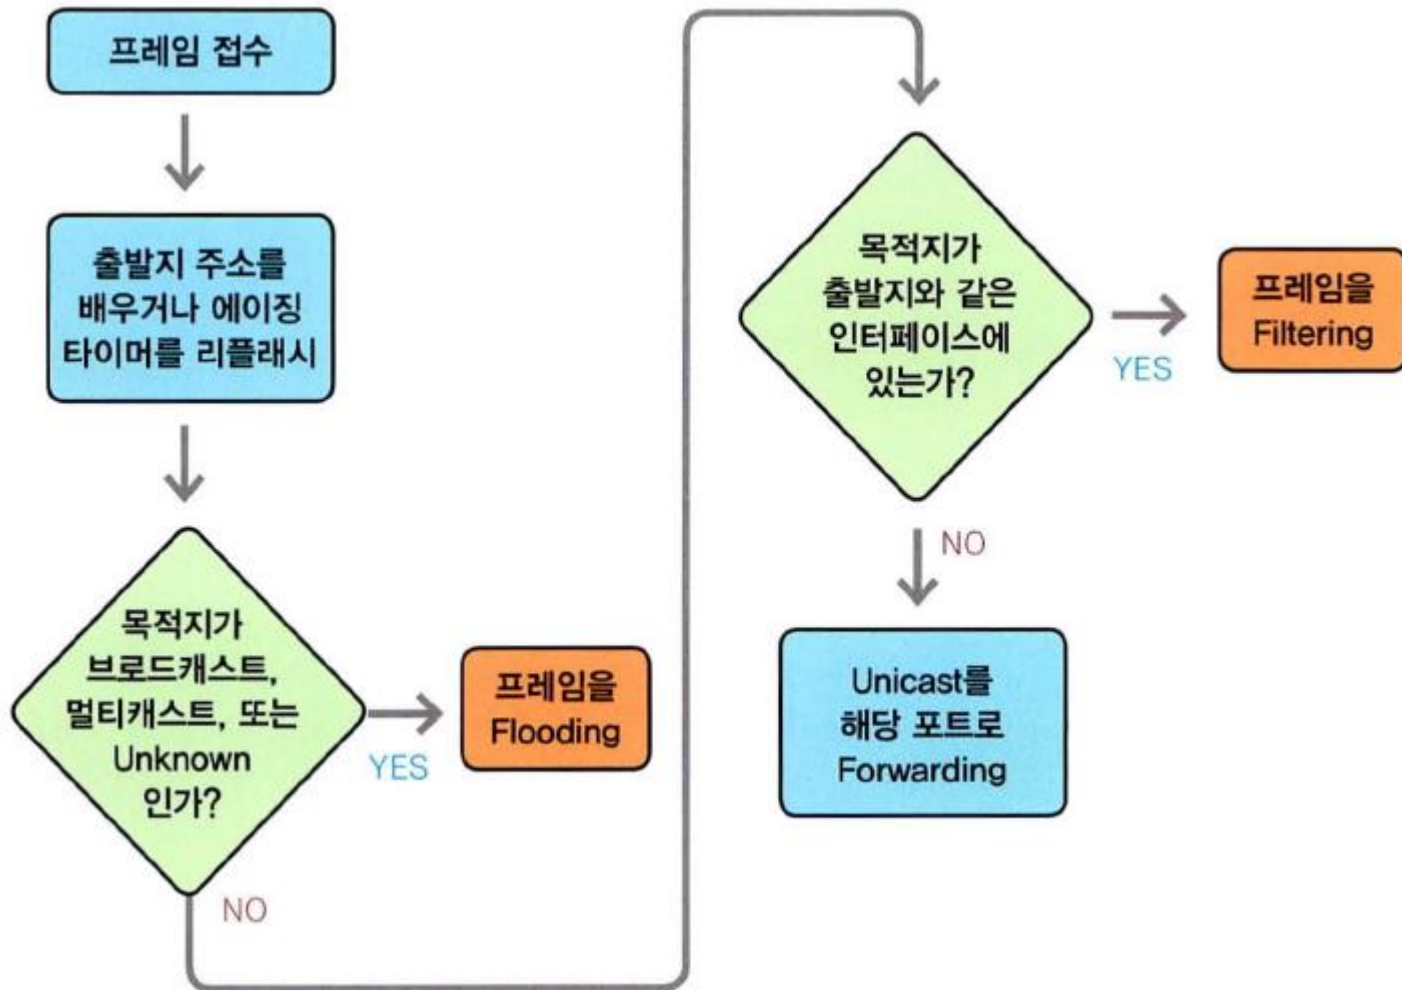 프레임 접수
출발지 주소를
배우거나 에이징
타이머를 리플래시
목적지가
브로드캐스트,
멀티캐스트, 또는
Unknown
인가?
YES
프레임을
Flooding
NO
목적지가
출발지와 같은
인터페이스에
있는가?
YES
프레임을
Filtering
NO
Unicast를
해당 포트로
Forwarding